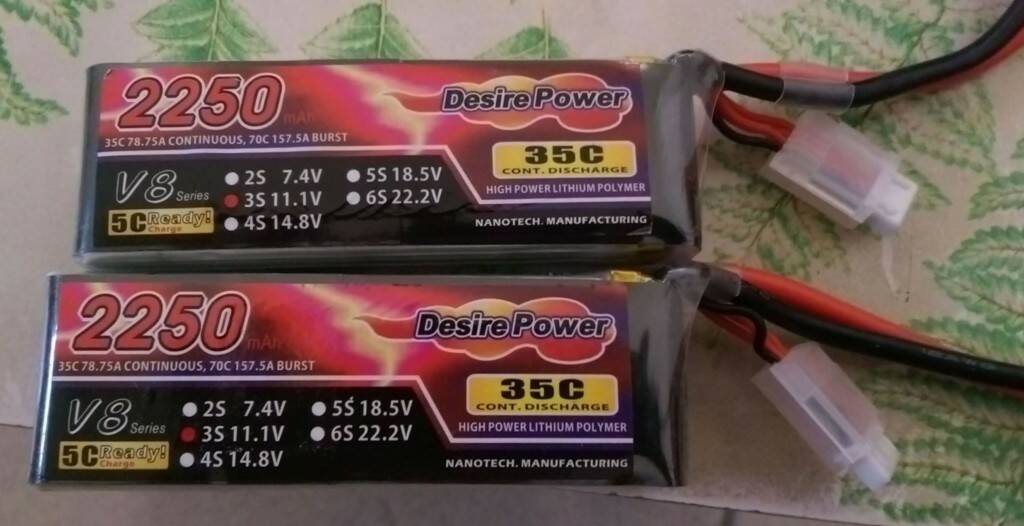 2250 mAh
Desire Power
35C 78.75A CONTINUOUS, 70C 157.5A BURST
35C
CONT. DISCHARGE
V8 Series
2S 7.4V
5S 18.5V
3S 11.1V
6S 22.2V
4S 14.8V
5C Ready!
Charge
HIGH POWER LITHIUM POLYMER
NANOTECH. MANUFACTURING
2250 mAh
Desire Power
35C 78.75A CONTINUOUS, 70C 157.5A BURST
35C
CONT. DISCHARGE
V8 Series
2S 7.4V
5S 18.5V
3S 11.1V
6S 22.2V
4S 14.8V
5C Ready!
Charge
HIGH POWER LITHIUM POLYMER
NANOTECH. MANUFACTURING